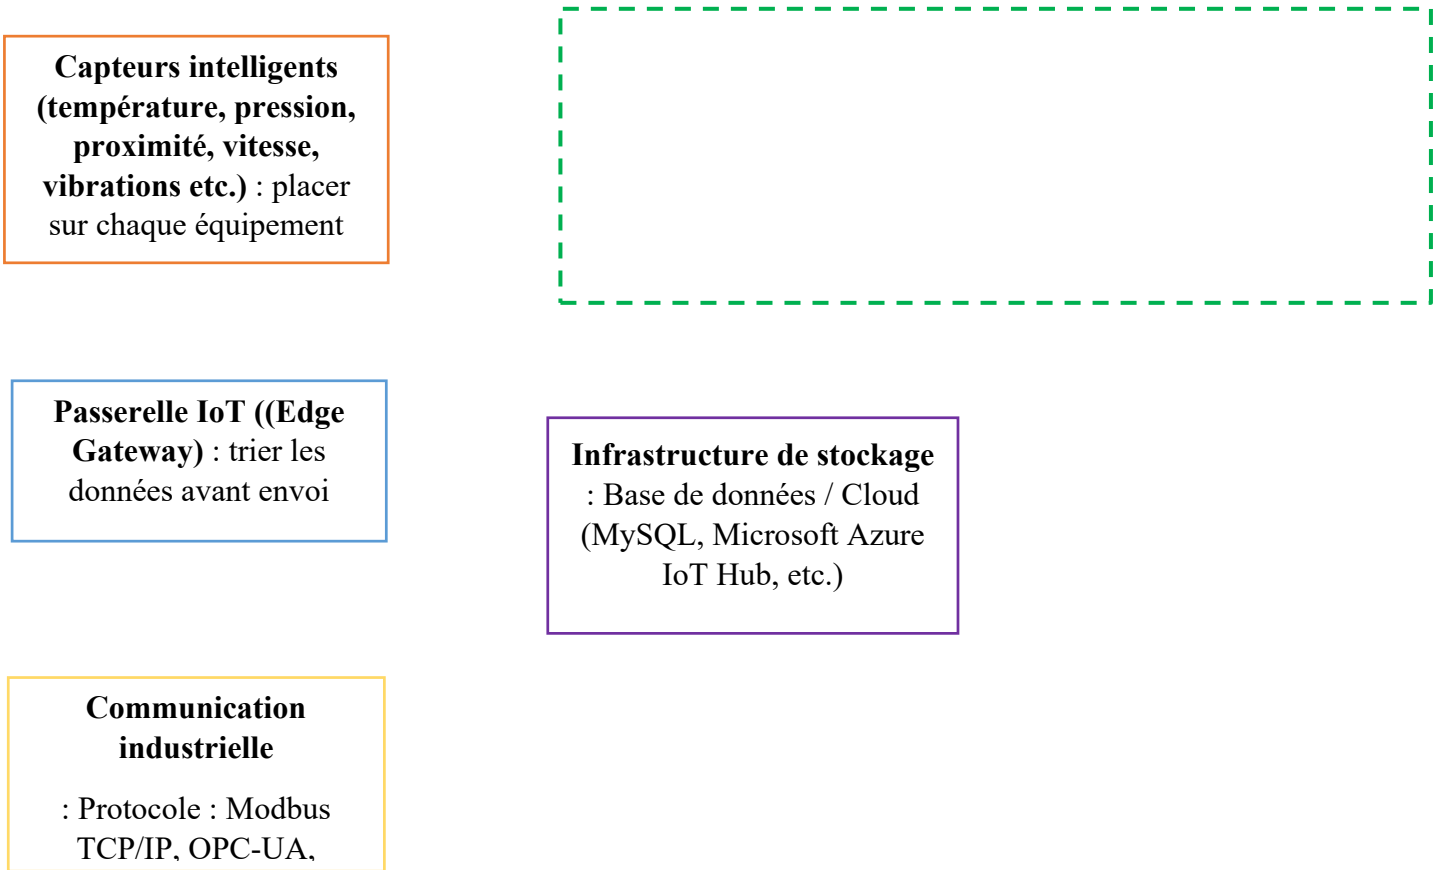 Capteurs intelligents
(température, pression,
proximité, vitesse,
vibrations etc.) : placer
sur chaque équipement
Passerelle IoT ((Edge
Gateway) : trier les
données avant envoi
Infrastructure de stockage
: Base de données / Cloud
(MySQL, Microsoft Azure
IoT Hub, etc.)
Communication
industrielle
: Protocole : Modbus
TCP/IP, OPC-UA,